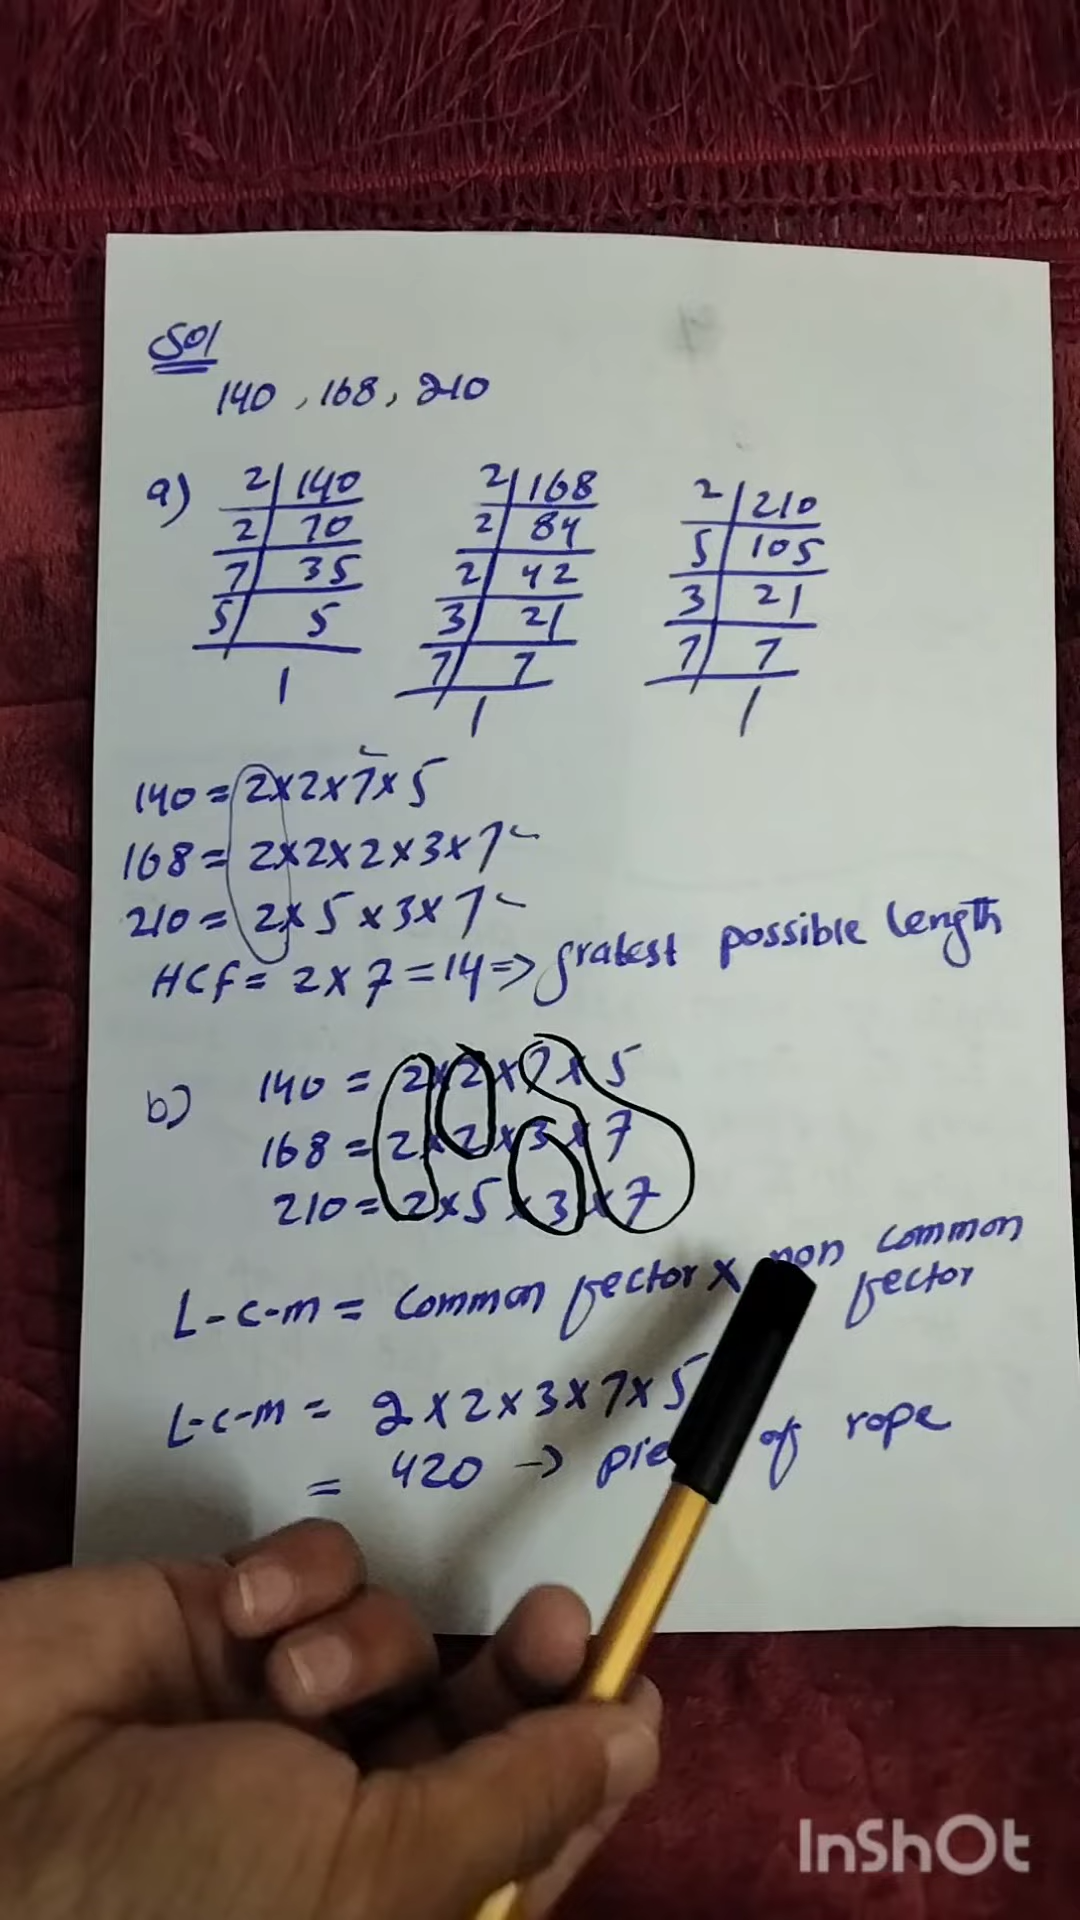 Sol
140, 168, 210
a) 2 140 2 168 2 210
2 70 2 84 5 105
7 35 2 42 3 21
5 5 3 21 7 7
1 7 7 1
1
140 = 2×2×7×5
168 = 2×2×2×3×7
210 = 2×5×3×7
HCf = 2×7=14=> gratest possible length
b) 140 = 2×2×7×5
168 = 2×2×3×7
210 = 2×5×3×7
L-c-m = common fector × non common fector
L-c-m = 2×2×3×7×5
= 420 → of rope
InShOt